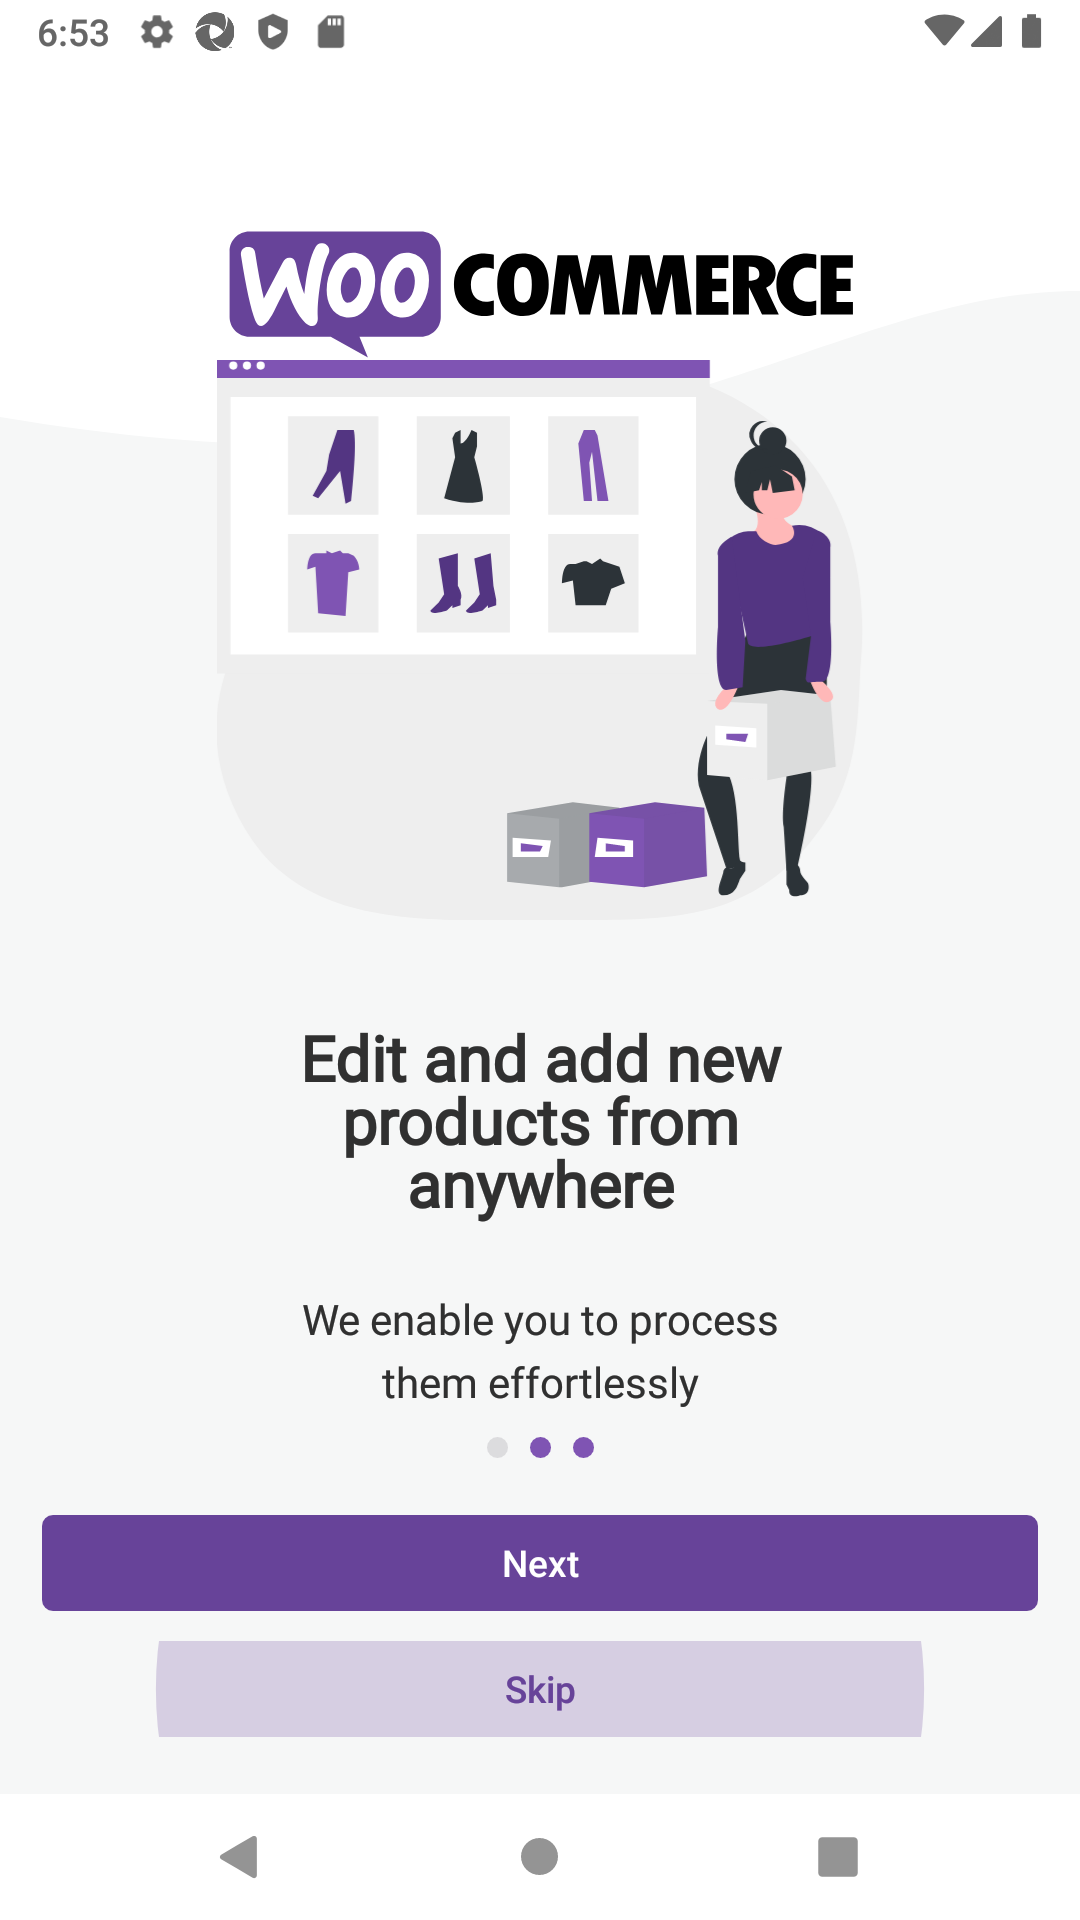 6:53
WOO COMMERCE
Edit and add new
products from
anywhere
We enable you to process
them effortlessly
Next
Skip